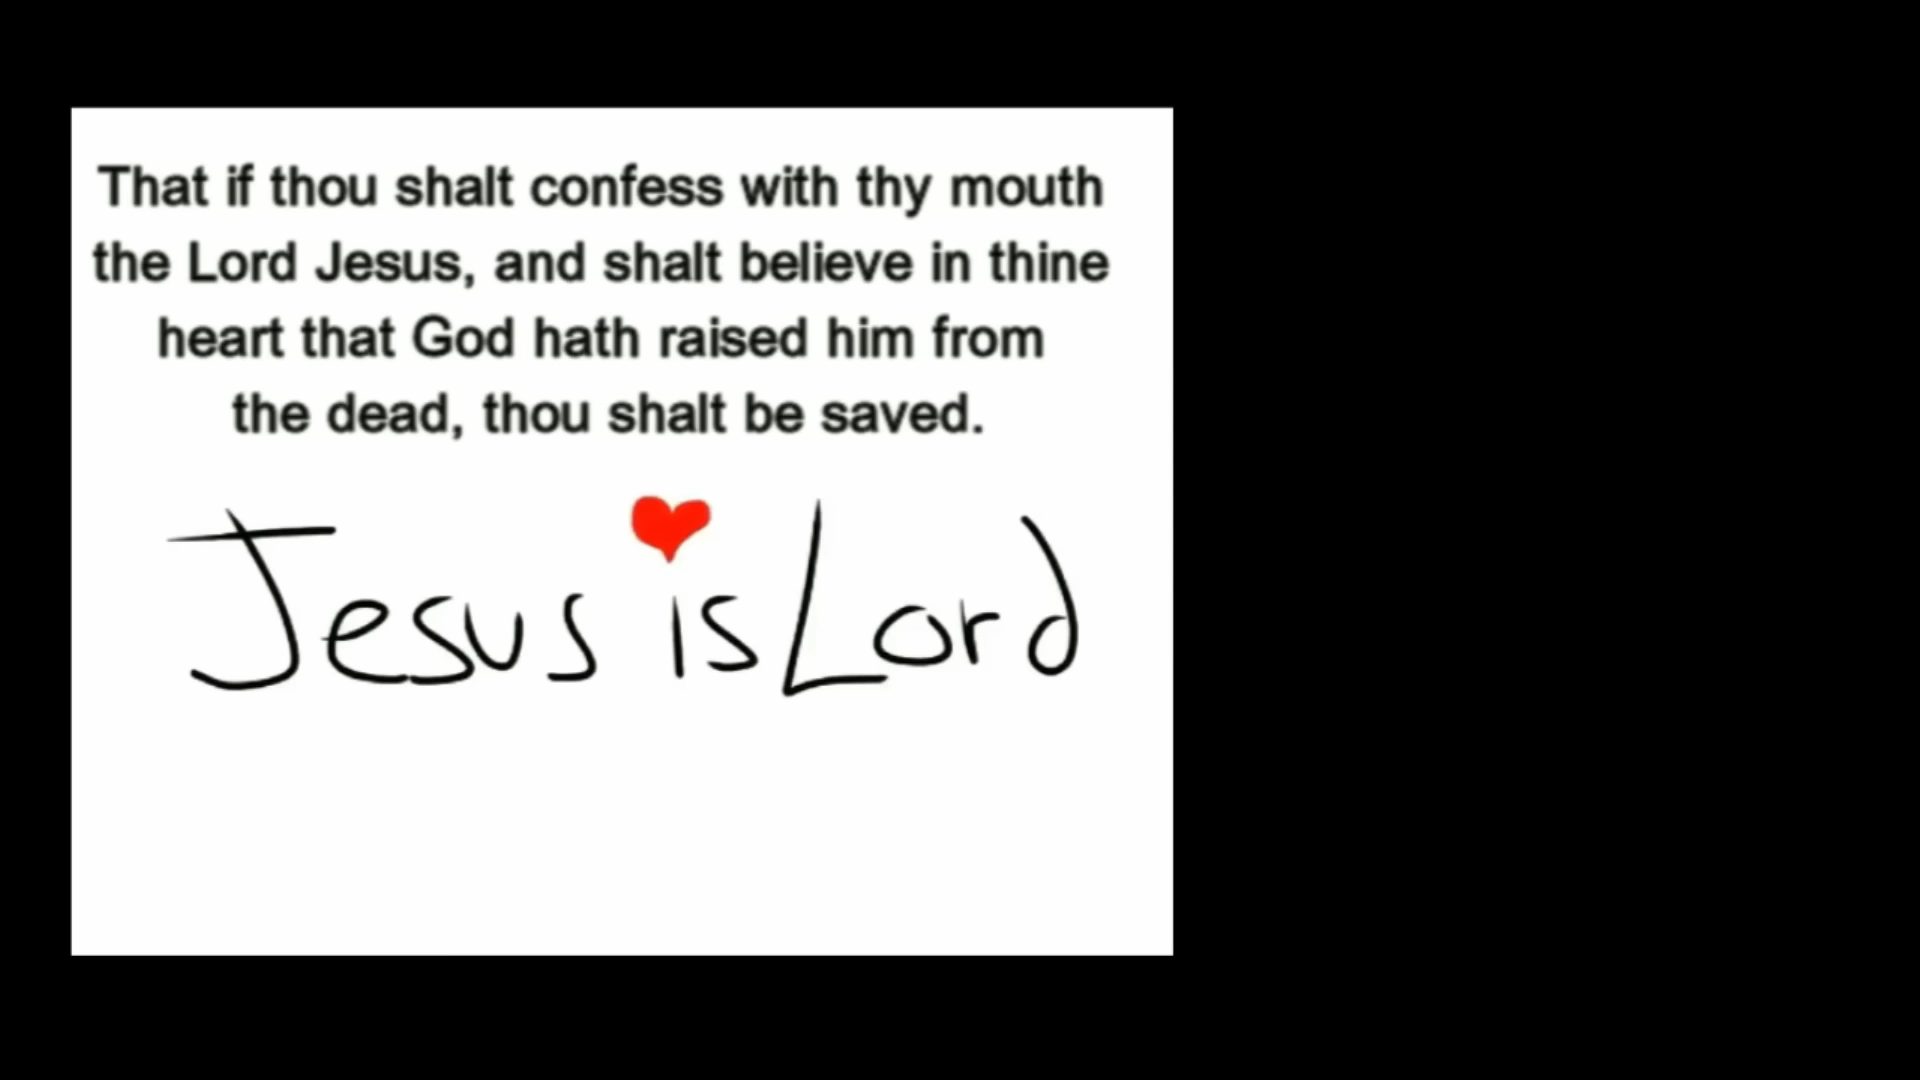 That if thou shalt confess with thy mouth
the Lord Jesus, and shalt believe in thine
heart that God hath raised him from
the dead, thou shalt be saved.
Jesus is Lord